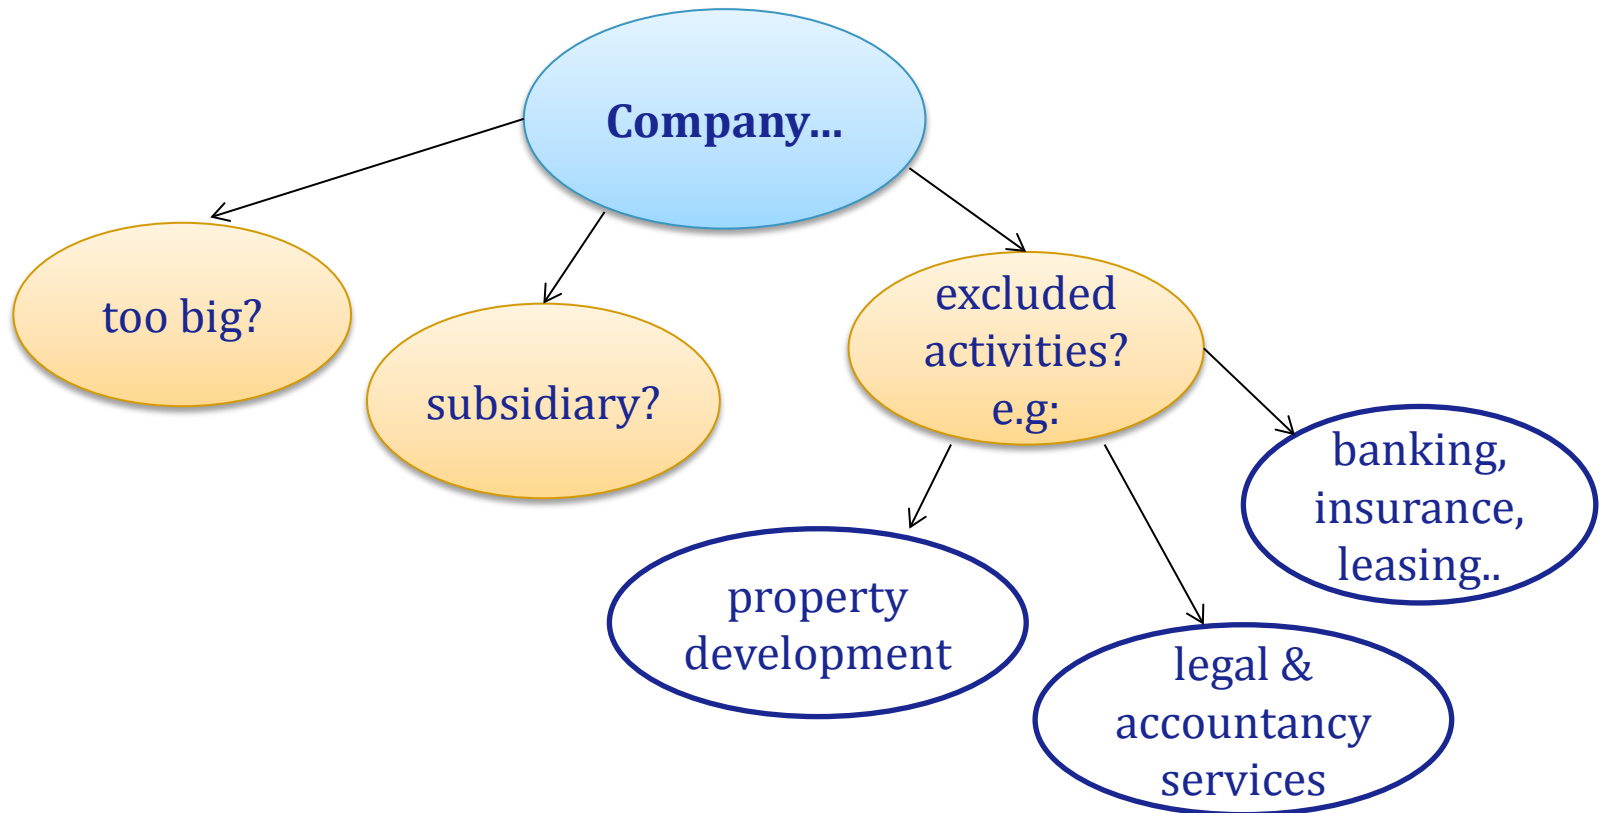 Company...
too big?
subsidiary?
excluded
activities?
e.g:
banking,
insurance,
leasing..
property
development
legal &
accountancy
services